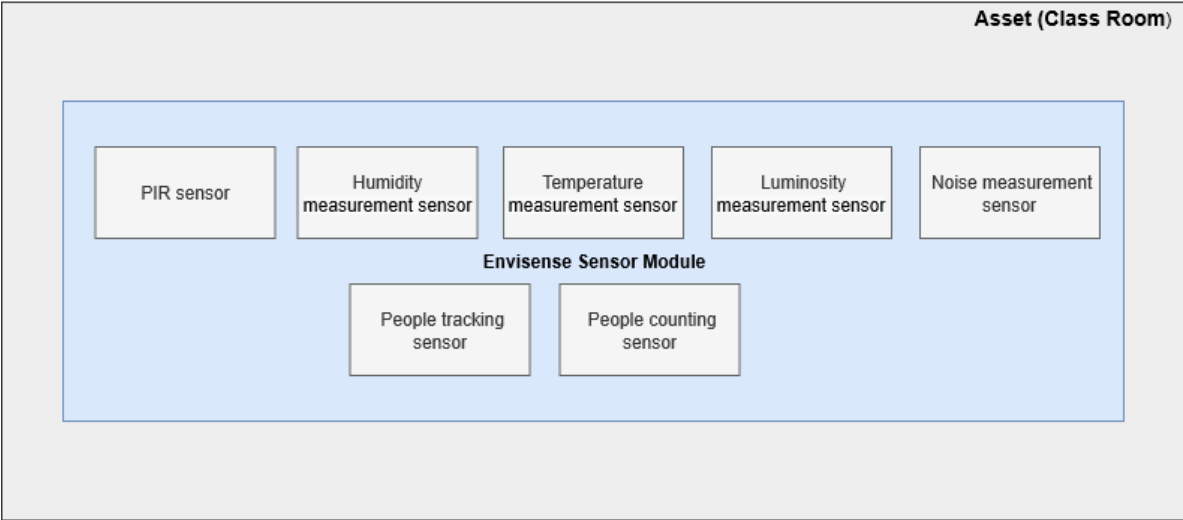 Asset (Class Room)
PIR sensor
Humidity
measurement sensor
Temperature
measurement sensor
Luminosity
measurement sensor
Noise measurement
sensor
Envisense Sensor Module
People tracking
sensor
People counting
sensor